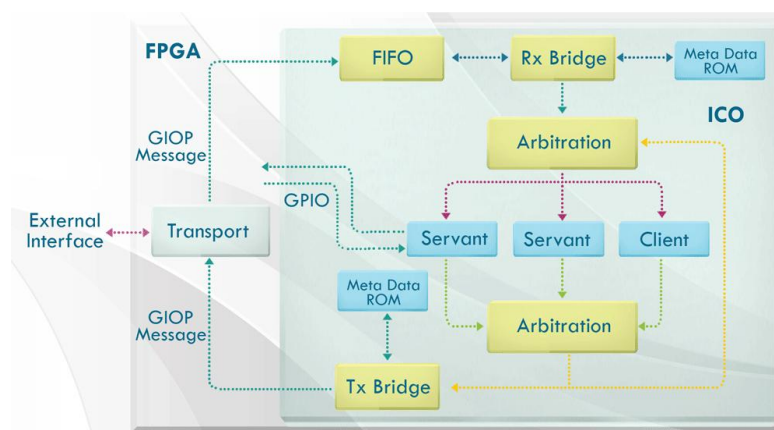 FPGA
FIFO
Rx Bridge
Meta Data
ROM
ICO
GIOP
Message
Arbitration
GPIO
External
Interface
Transport
Servant
Servant
Client
Meta Data
ROM
GIOP
Message
Arbitration
Tx Bridge